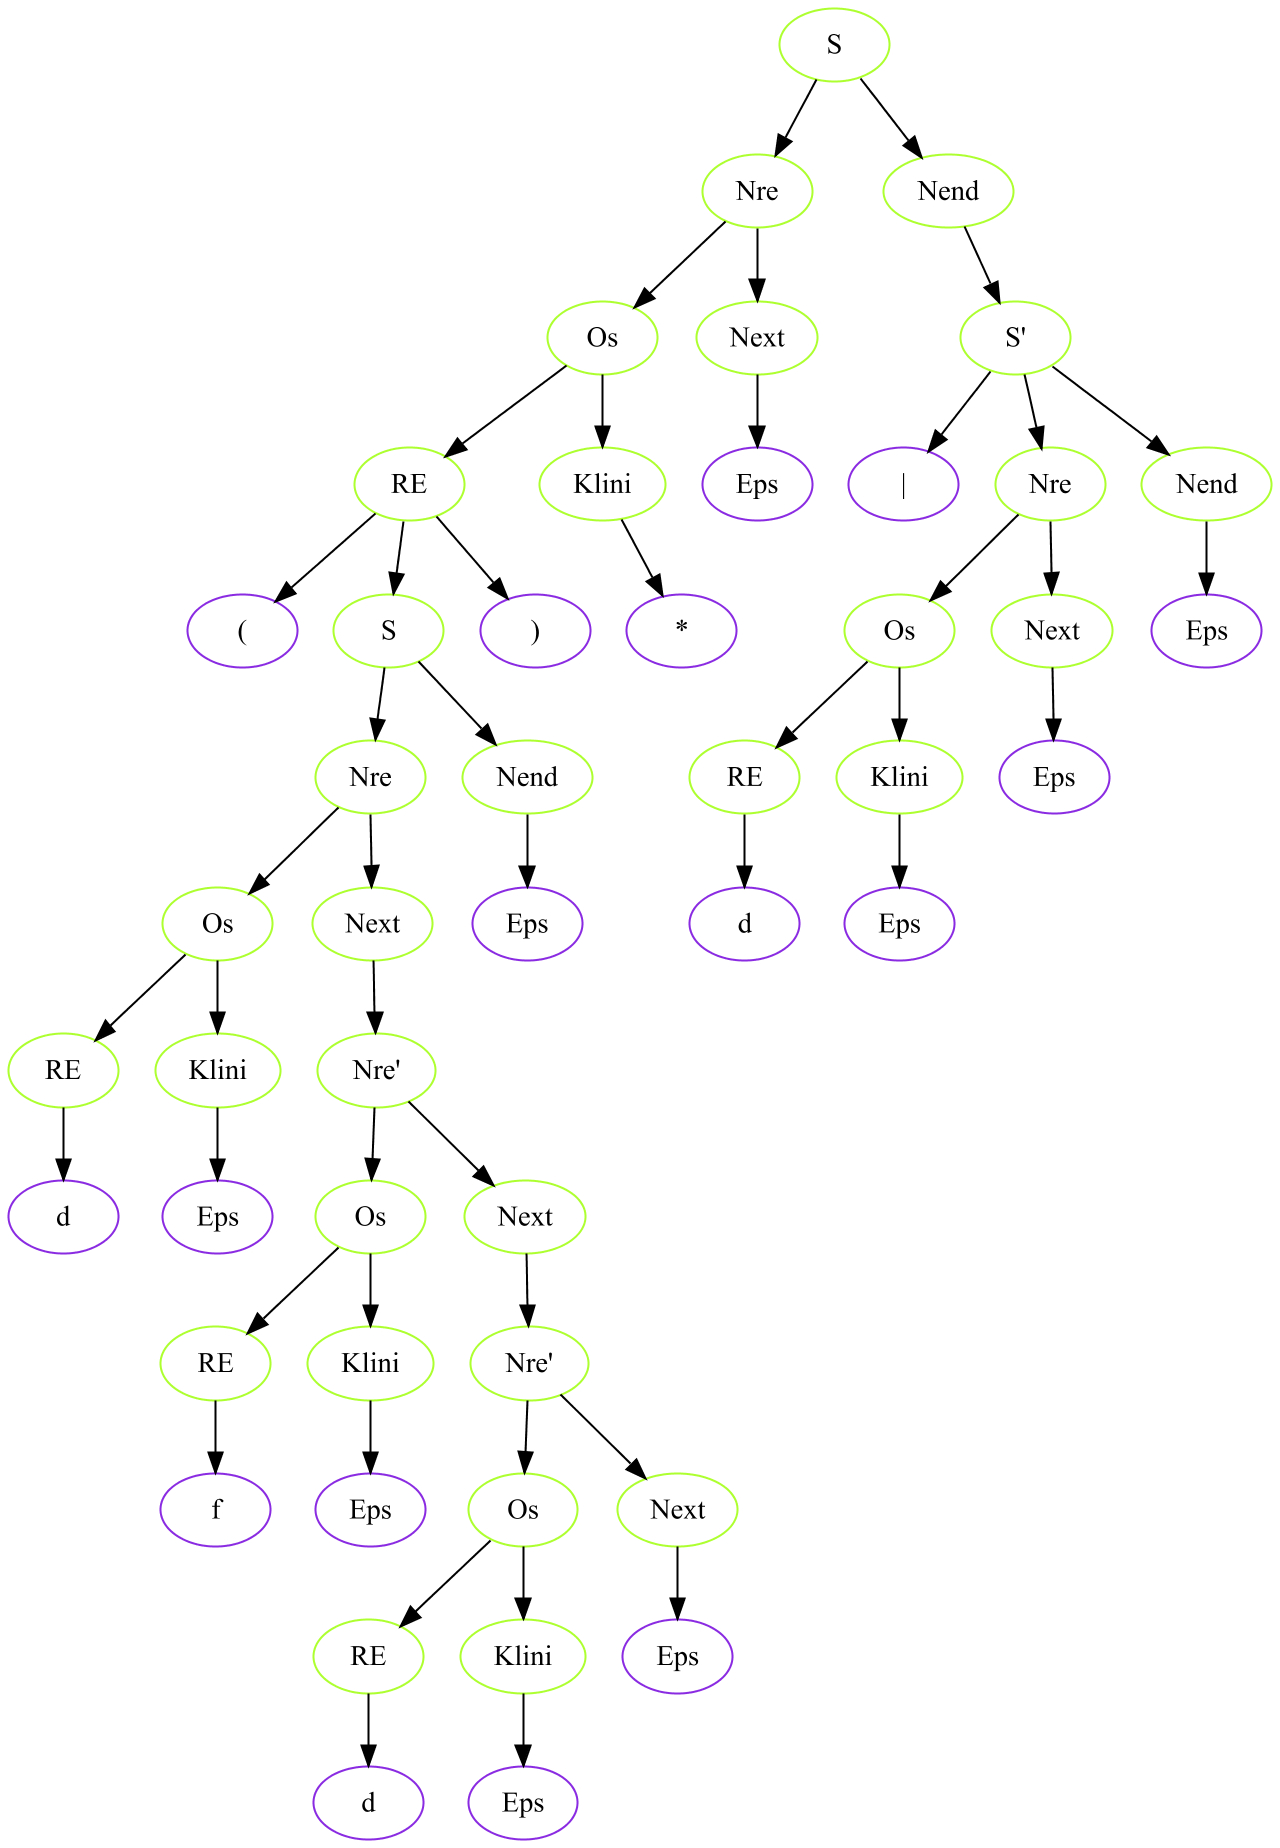 S
Nre Nend
Os Next S'
RE Klini Eps | Nre Nend
( S ) * Os Next Eps
Nre Nend RE Klini Eps
Os Next Eps d Eps
RE Klini Nre'
d Eps Os Next
RE Klini Nre'
f Eps Os Next
RE Klini Eps
d Eps